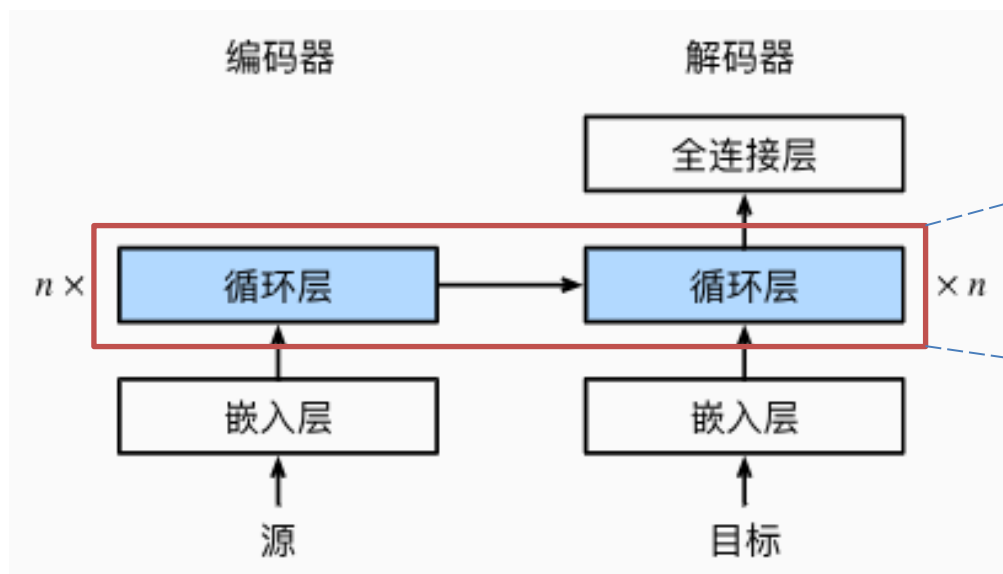 编码器 解码器
全连接层
n × 循环层 循环层 × n
嵌入层 嵌入层
源 目标